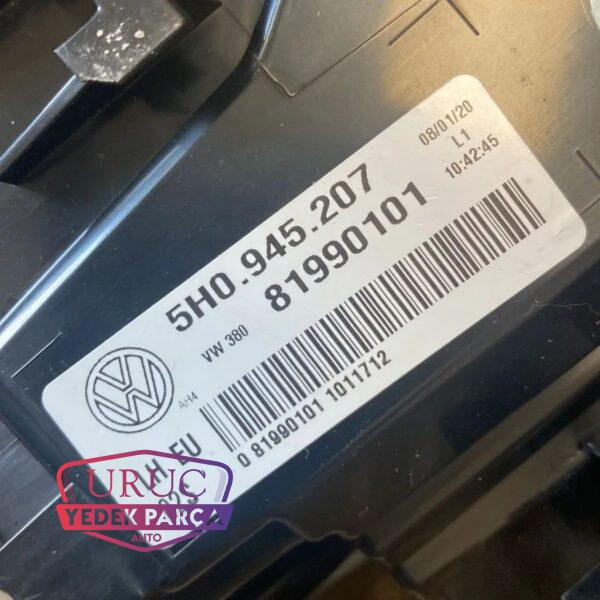 08/01/20
L1
10:42:45
5H0.945.207
81990101
VW 380
AH4
0 81990101 1011712
H EU
URUC
YEDEK PARÇA
AUTO